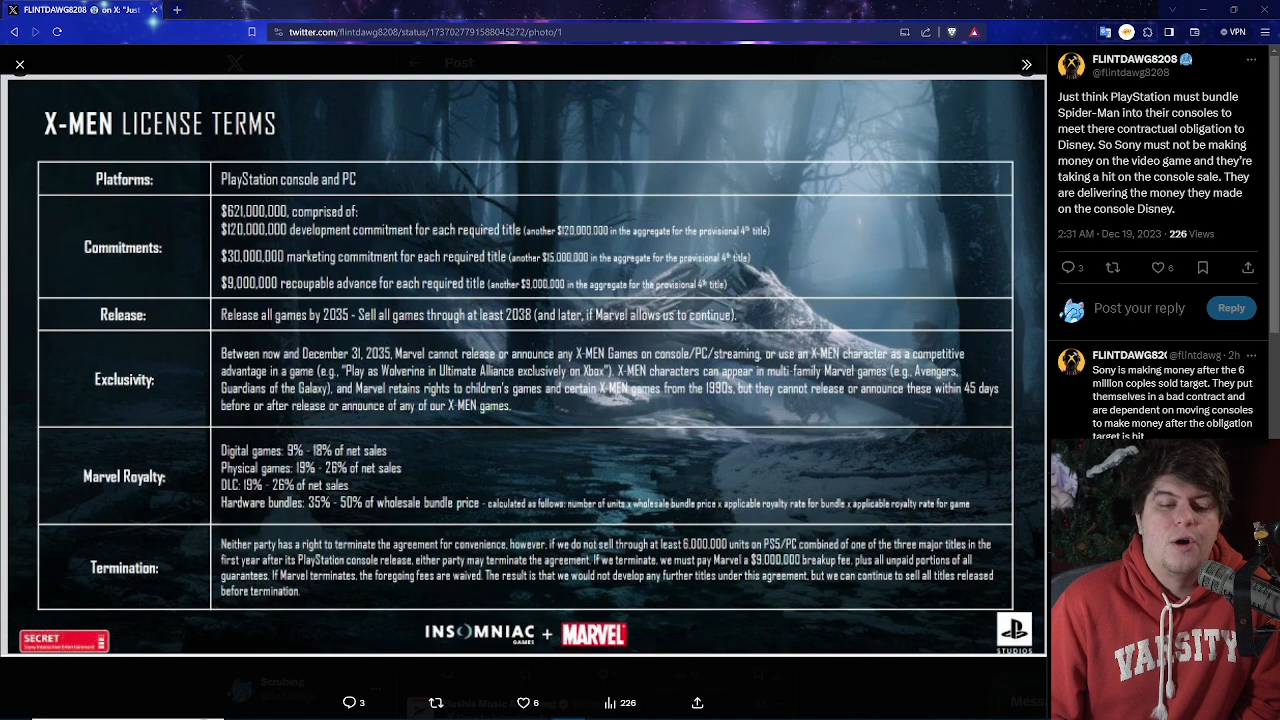 FLINTDAWG8208 on X: "Just
twitter.com/flintdawg8208/status/1737027791588045272/photo/1
VPN
Post
X-MEN LICENSE TERMS
Platforms:
PlayStation console and PC
Commitments:
$621,000,000, comprised of:
$120,000,000 development commitment for each required title (another $120,000,000 in the aggregate for the provisional 4th title)
$30,000,000 marketing commitment for each required title (another $15,000,000 in the aggregate for the provisional 4th title)
$9,000,000 recoupable advance for each required title (another $9,000,000 in the aggregate for the provisional 4th title)
Release:
Release all games by 2035 - Sell all games through at least 2038 (and later, if Marvel allows us to continue).
Exclusivity:
Between now and December 31, 2035, Marvel cannot release or announce any X-MEN Games on console/PC/streaming, or use an X-MEN character as a competitive
advantage in a game (e.g., "Play as Wolverine in Ultimate Alliance exclusively on Xbox"). X-MEN characters can appear in multi-family Marvel games (e.g., Avengers,
Guardians of the Galaxy), and Marvel retains rights to children's games and certain X-MEN games from the 1990s, but they cannot release or announce these within 45 days
before or after release or announce of any of our X-MEN games.
Marvel Royalty:
Digital games: 9% - 18% of net sales
Physical games: 19% - 26% of net sales
DLC: 19% - 26% of net sales
Hardware bundles: 35% - 50% of wholesale bundle price - calculated as follows: number of units x wholesale bundle price x applicable royalty rate for bundle x applicable royalty rate for game
Termination:
Neither party has a right to terminate the agreement for convenience, however, if we do not sell through at least 6,000,000 units on PS5/PC combined of one of the three major titles in the
first year after its PlayStation console release, either party may terminate the agreement. If we terminate, we must pay Marvel a $9,000,000 breakup fee, plus all unpaid portions of all
guarantees. If Marvel terminates, the foregoing fees are waived. The result is that we would not develop any further titles under this agreement, but we can continue to sell all titles released
before termination.
SECRET
Sony Interactive Entertainment
INSOMNIAC GAMES + MARVEL
STUDIOS
3
6
226
FLINTDAWG8208
@flintdawg8208
Just think PlayStation must bundle
Spider-Man into their consoles to
meet there contractual obligation to
Disney. So Sony must not be making
money on the video game and they're
taking a hit on the console sale. They
are delivering the money they made
on the console Disney.
2:31 AM · Dec 19, 2023 · 226 Views
3
6
Post your reply
Reply
FLINTDAWG82( @flintdawg · 2h
Sony is making money after the 6
million copies sold target. They put
themselves in a bad contract and
are dependent on moving consoles
to make money after the obligation
target is hit
VARSITY